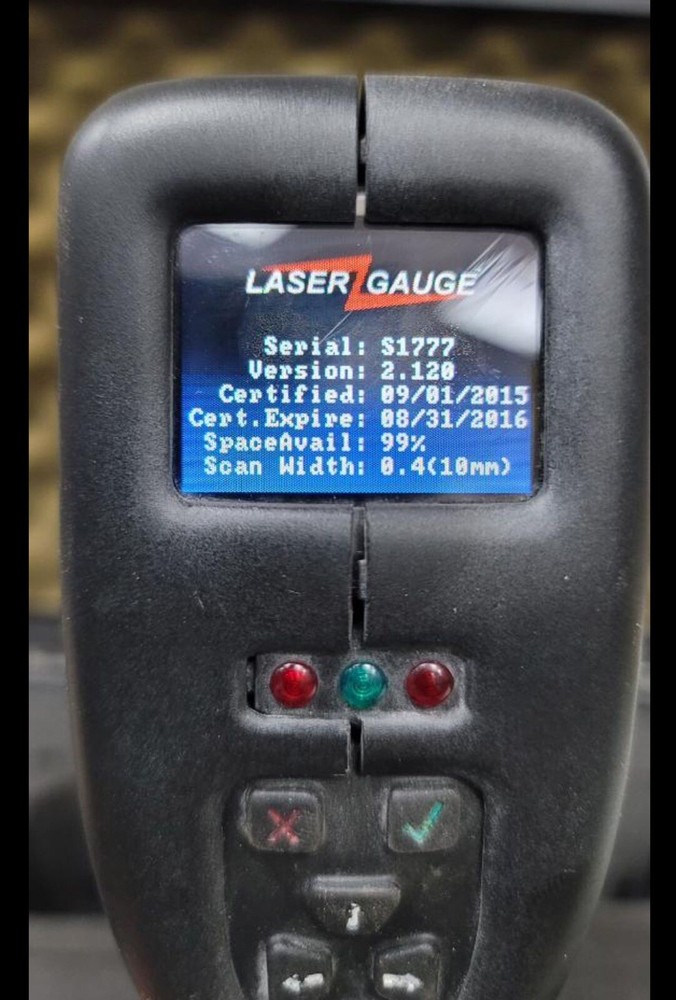 LASER GAUGE
Serial: S1777
Version: 2.120
Certified: 09/01/2015
Cert.Expire: 08/31/2016
SpaceAvail: 99%
Scan Width: 0.4(10mm)